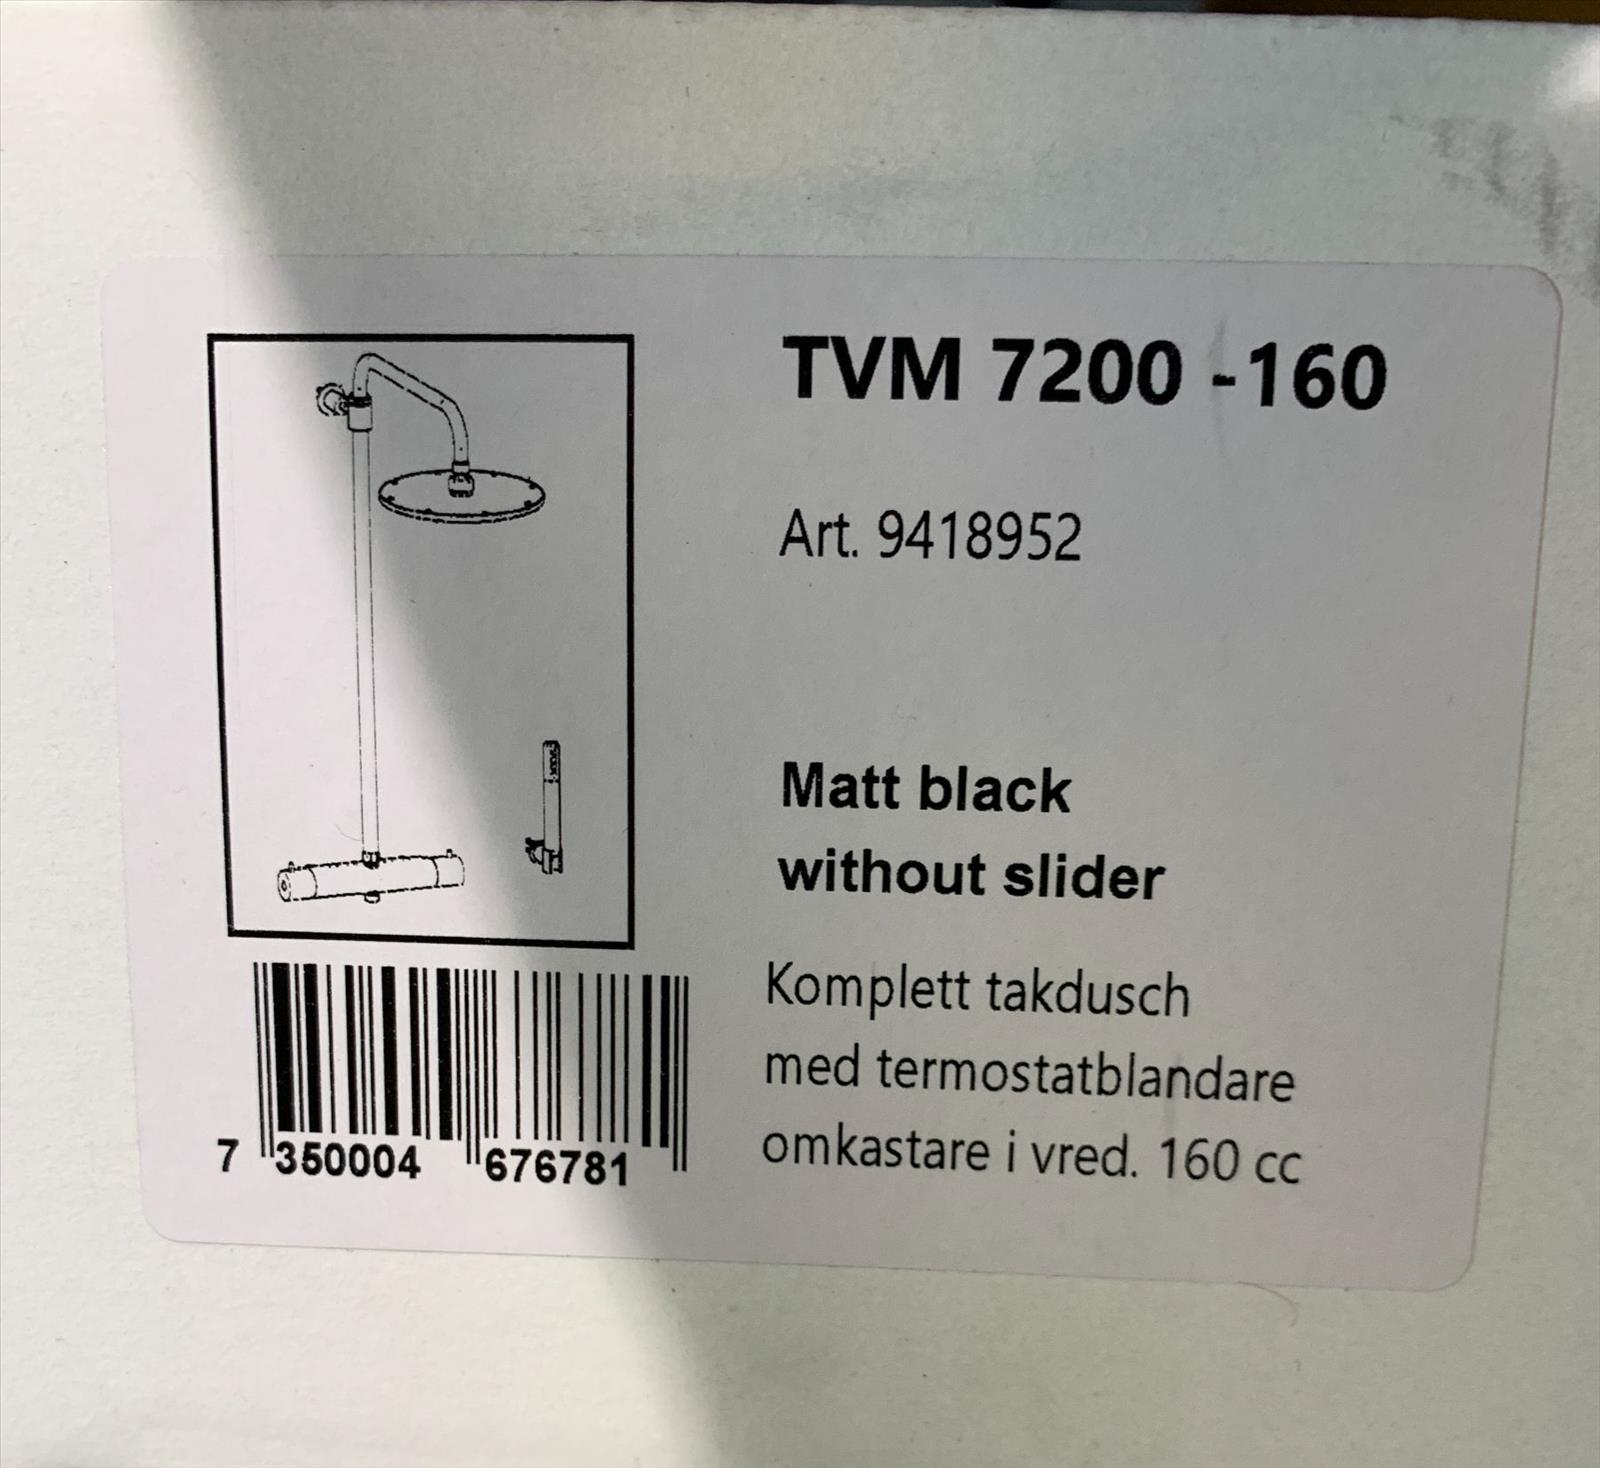 TVM 7200 -160
Art. 9418952
Matt black
without slider
Komplett takdusch
med termostatblandare
omkastare i vred. 160 cc
7 350004 676781